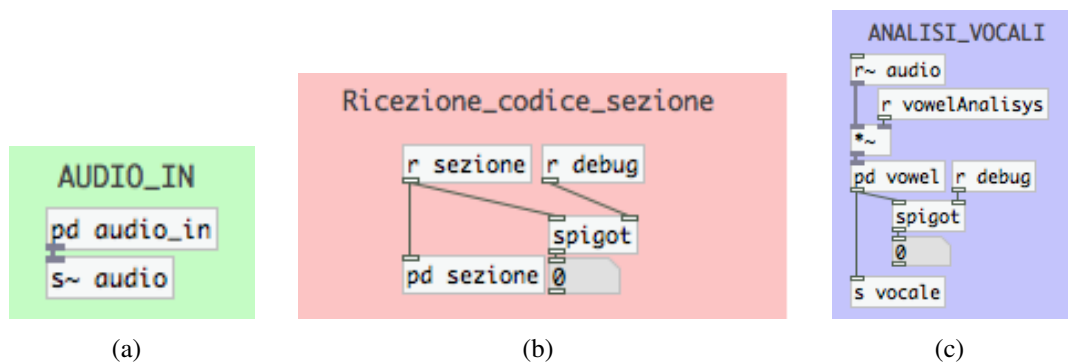 AUDIO_IN
pd audio_in
s~ audio
(a)
Ricezione_codice_sezione
r sezione
r debug
spigot
pd sezione
0
(b)
ANALISI_VOCALI
r~ audio
r vowelAnalisys
*~
pd vowel
r debug
spigot
0
s vocale
(c)